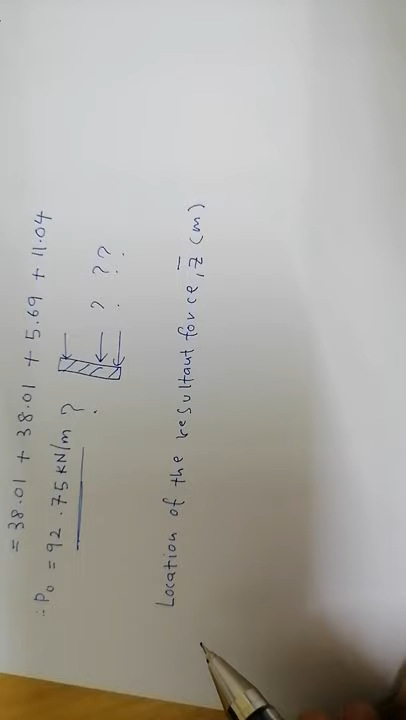 = 38.01 + 38.01 + 5.69 + 11.04
∴ P₀ = 92.75 kN/m ? ? ??
Location of the resultant force, z̄ (m)